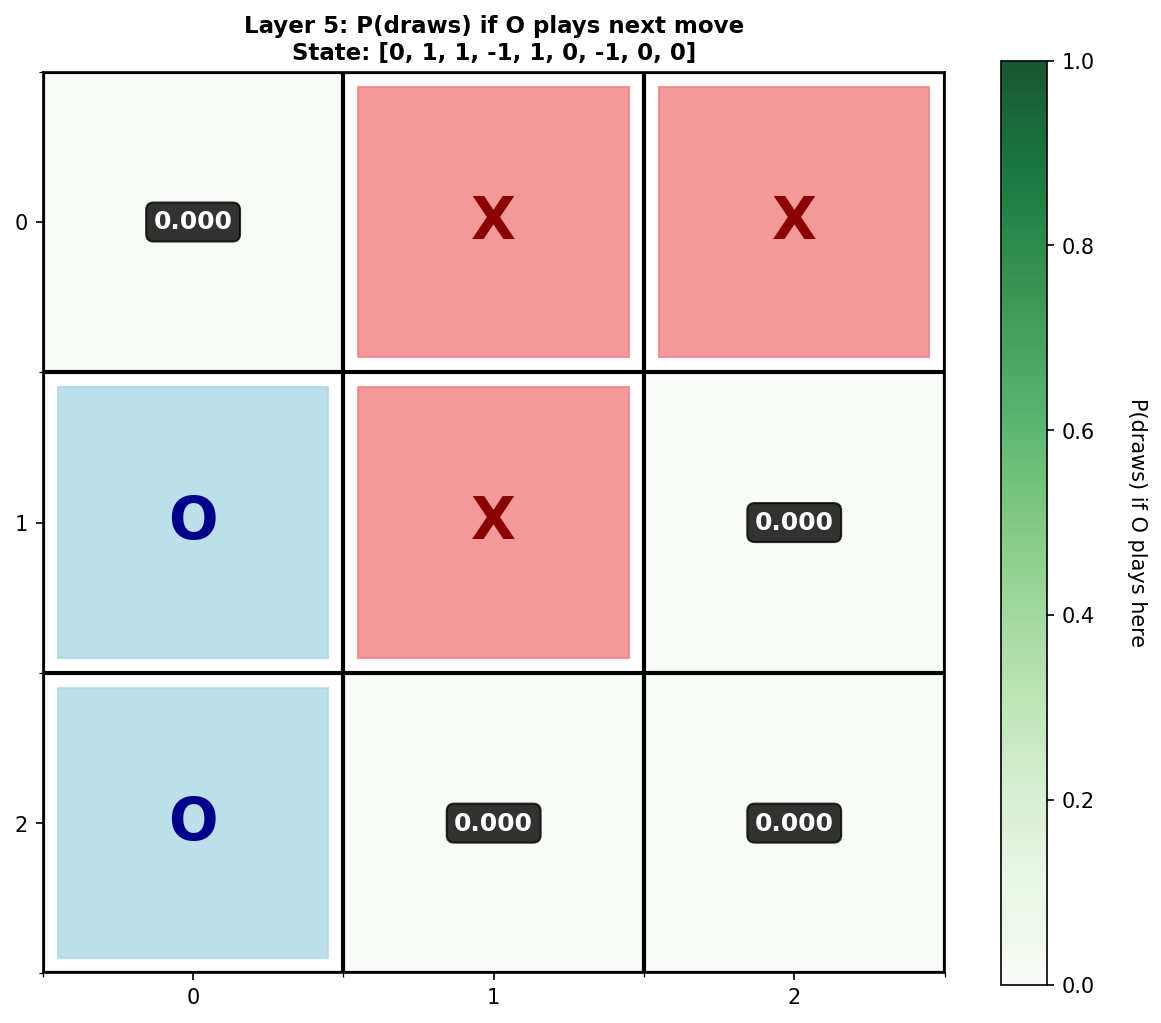 Layer 5: P(draws) if O plays next move
State: [0, 1, 1, -1, 1, 0, -1, 0, 0]
0
0.000
X
X
1
O
X
0.000
2
O
0.000
0.000
0
1
2
1.0
0.8
0.6
0.4
0.2
0.0
P(draws) if O plays here